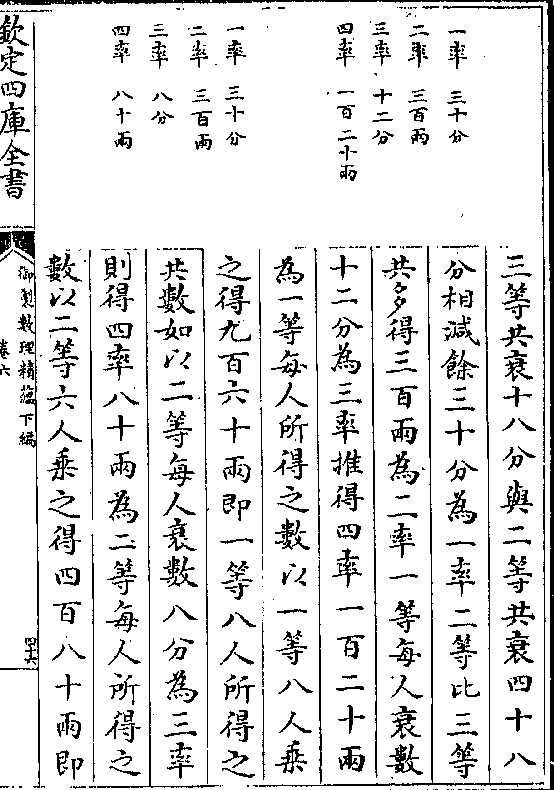 一率　三十分
二率　三百兩
三率　十二分
四率　一百二十兩
一率　三十分
二率　三百兩
三率　八分
四率　八十兩
三等共衰十八分與二等共衰四十八
分相減餘三十分為一率二等比三等
共多得三百兩為二率一等每人衰數
十二分為三率推得四率一百二十兩
為一等每人所得之數以一等八人乗
之得九百六十兩即一等八人所得之
共數如以二等每人衰數八分為三率
則得四率八十兩為二等每人所得之
數以二等六人乗之得四百八十兩即
欽定四庫全書
御製數理精蘊下編
卷六